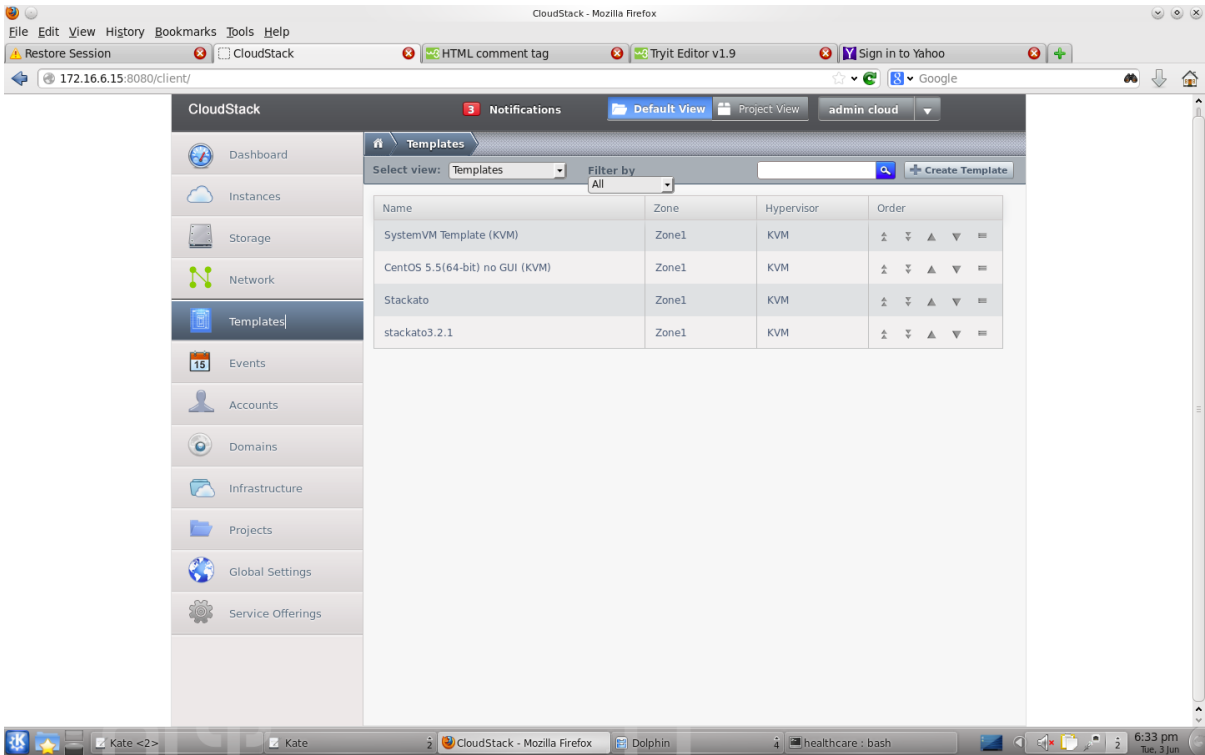 CloudStack - Mozilla Firefox
File Edit View History Bookmarks Tools Help
Restore Session CloudStack HTML comment tag Tryit Editor v1.9 Sign in to Yahoo
172.16.6.15:8080/client/ Google
CloudStack 3 Notifications Default View Project View admin cloud
Templates
Select view: Templates Filter by All Create Template
Dashboard
Instances
Storage
Network
Templates
Events
Accounts
Domains
Infrastructure
Projects
Global Settings
Service Offerings
Name Zone Hypervisor Order
SystemVM Template (KVM) Zone1 KVM
CentOS 5.5(64-bit) no GUI (KVM) Zone1 KVM
Stackato Zone1 KVM
stackato3.2.1 Zone1 KVM
15
Kate <2> Kate 2 CloudStack - Mozilla Firefox Dolphin 4 healthcare : bash 2 6:33 pm
Tue, 3 Jun